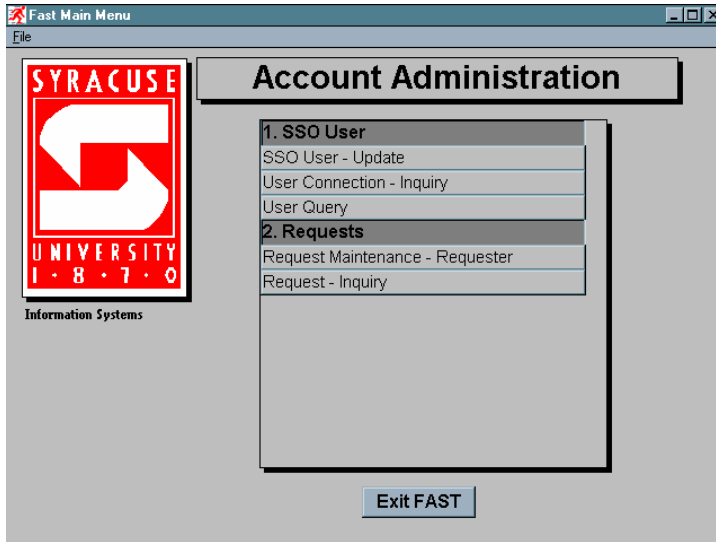 Fast Main Menu
File
SYRACUSE
UNIVERSITY
1 · 8 · 7 · 0
Information Systems
Account Administration
1. SSO User
SSO User - Update
User Connection - Inquiry
User Query
2. Requests
Request Maintenance - Requester
Request - Inquiry
Exit FAST